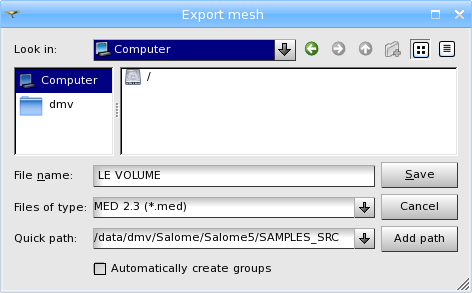 Export mesh
Look in: Computer
Computer
dmv
/
File name: LE VOLUME Save
Files of type: MED 2.3 (*.med) Cancel
Quick path: /data/dmv/Salome/Salome5/SAMPLES_SRC Add path
Automatically create groups